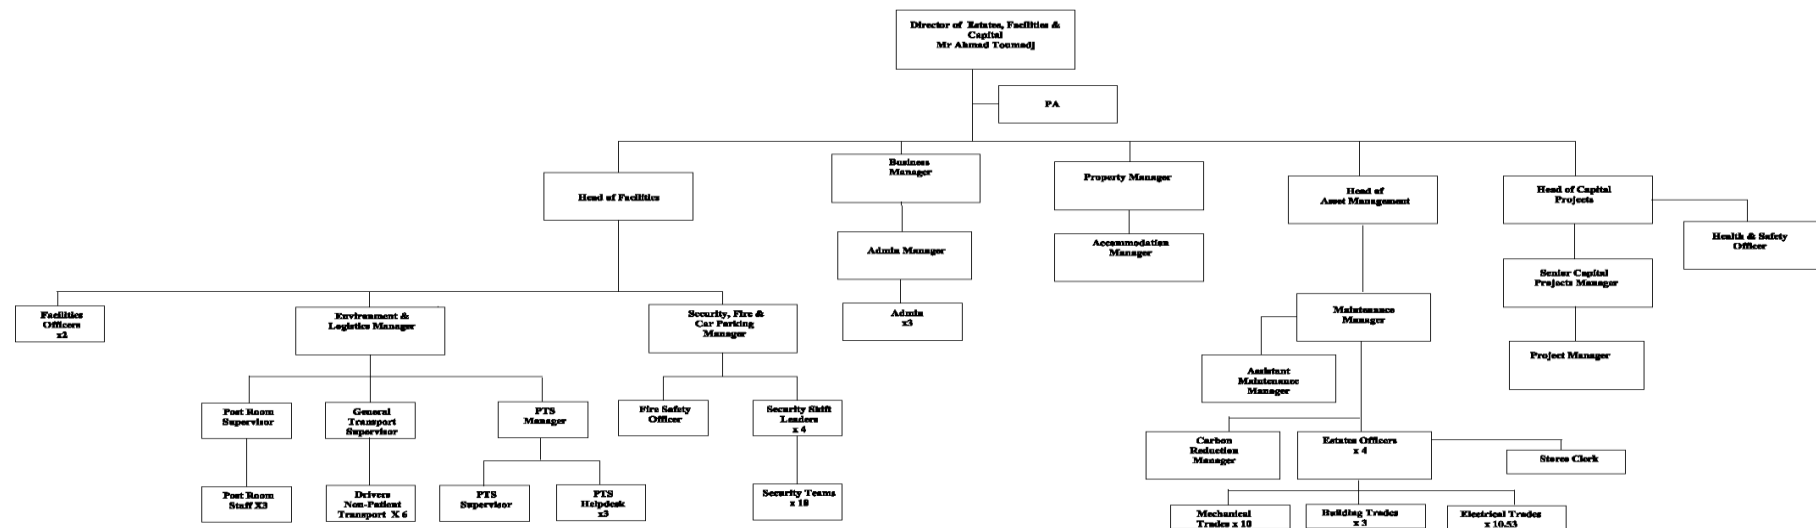 Director of Estates, Facilities &
Capital
Mr Ahmad Toumadj
PA
Business
Manager
Head of Facilities
Property Manager
Head of
Asset Management
Head of Capital
Projects
Health & Safety
Officer
Admin Manager
Accommodation
Manager
Senior Capital
Projects Manager
Facilities
Officers
x2
Environment &
Logistics Manager
Security, Fire &
Car Parking
Manager
Admin
x3
Maintenance
Manager
Project Manager
Assistant
Maintenance
Manager
Post Room
Supervisor
General
Transport
Supervisor
PTS
Manager
Fire Safety
Officer
Security Shift
Leaders
x 4
Carbon
Reduction
Manager
Estates Officers
x 4
Stores Clerk
Post Room
Staff X3
Drivers
Non-Patient
Transport X 6
PTS
Supervisor
PTS
Helpdesk
x3
Security Teams
x 18
Mechanical
Trades x 10
Building Trades
x 3
Electrical Trades
x 10.53